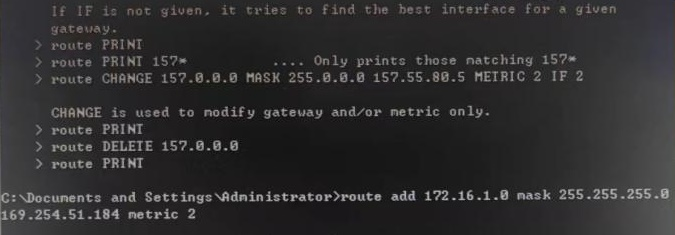 If IF is not given, it tries to find the best interface for a given
gateway.
> route PRINT
> route PRINT 157* .... Only prints those matching 157*
> route CHANGE 157.0.0.0 MASK 255.0.0.0 157.55.80.5 METRIC 2 IF 2
CHANGE is used to modify gateway and/or metric only.
> route PRINT
> route DELETE 157.0.0.0
> route PRINT
C:\Documents and Settings\Administrator>route add 172.16.1.0 mask 255.255.255.0
169.254.51.184 metric 2